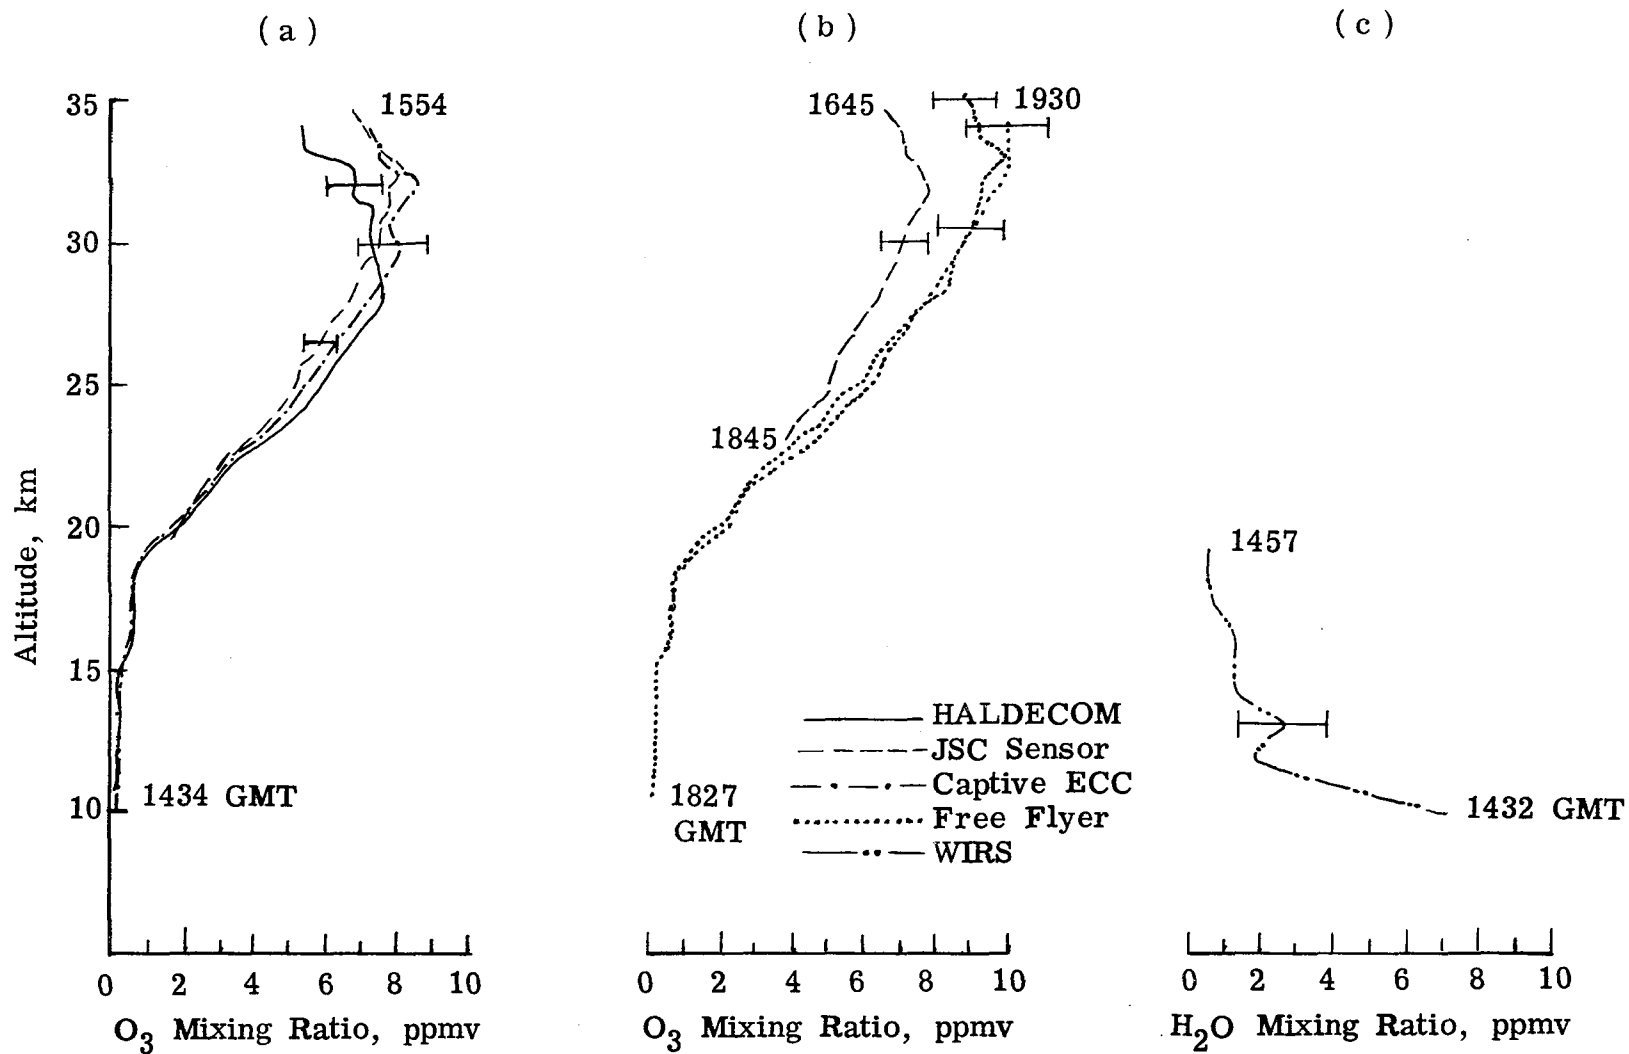 (a)
(b)
(c)
35
30
25
20
15
10
Altitude, km
1554
1434 GMT
0 2 4 6 8 10
O3 Mixing Ratio, ppmv
1645
1930
1845
1827
GMT
HALDECOM
JSC Sensor
Captive ECC
Free Flyer
WIRS
0 2 4 6 8 10
O3 Mixing Ratio, ppmv
1457
1432 GMT
0 2 4 6 8 10
H2O Mixing Ratio, ppmv